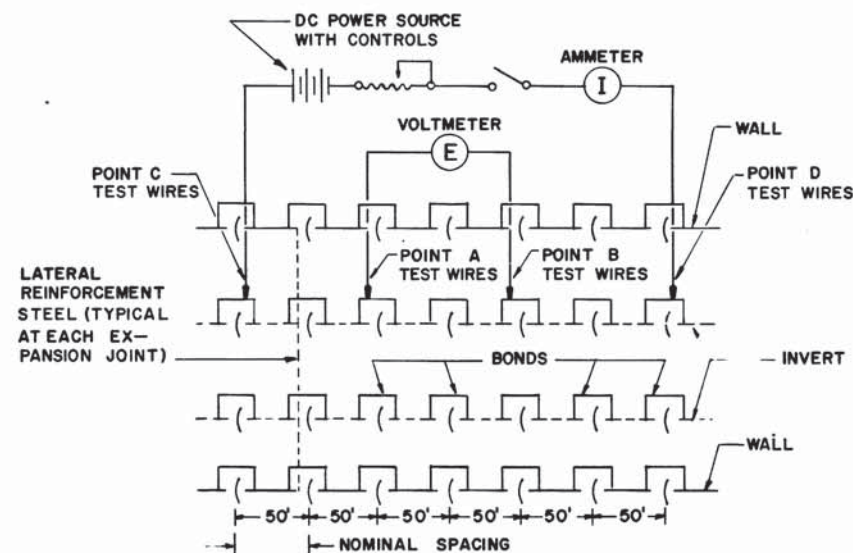 DC POWER SOURCE
WITH CONTROLS
AMMETER
I
VOLTMETER
E
WALL
POINT C
TEST WIRES
POINT D
TEST WIRES
POINT A
TEST WIRES
POINT B
TEST WIRES
LATERAL
REINFORCEMENT
STEEL (TYPICAL
AT EACH EX-
PANSION JOINT)
BONDS
INVERT
WALL
50' 50' 50' 50' 50' 50'
NOMINAL SPACING